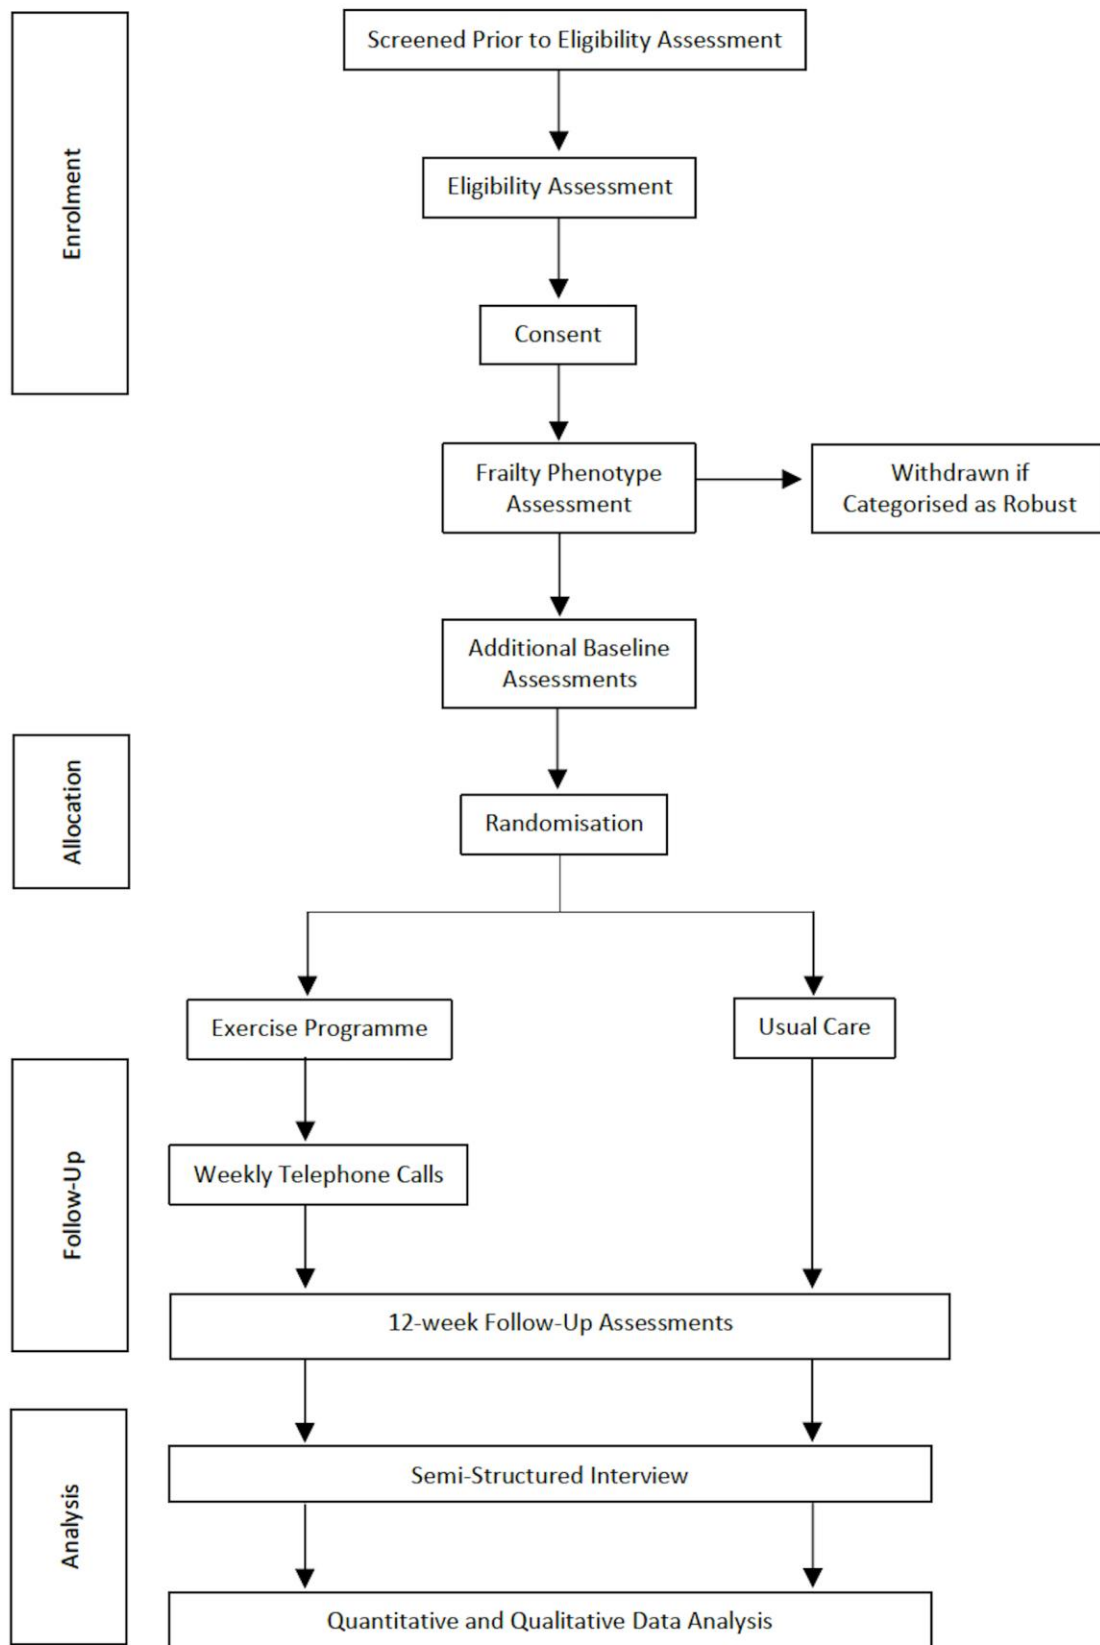 Enrolment
Screened Prior to Eligibility Assessment
Eligibility Assessment
Consent
Frailty Phenotype
Assessment
Withdrawn if
Categorised as Robust
Additional Baseline
Assessments
Allocation
Randomisation
Exercise Programme
Usual Care
Follow-Up
Weekly Telephone Calls
12-week Follow-Up Assessments
Analysis
Semi-Structured Interview
Quantitative and Qualitative Data Analysis